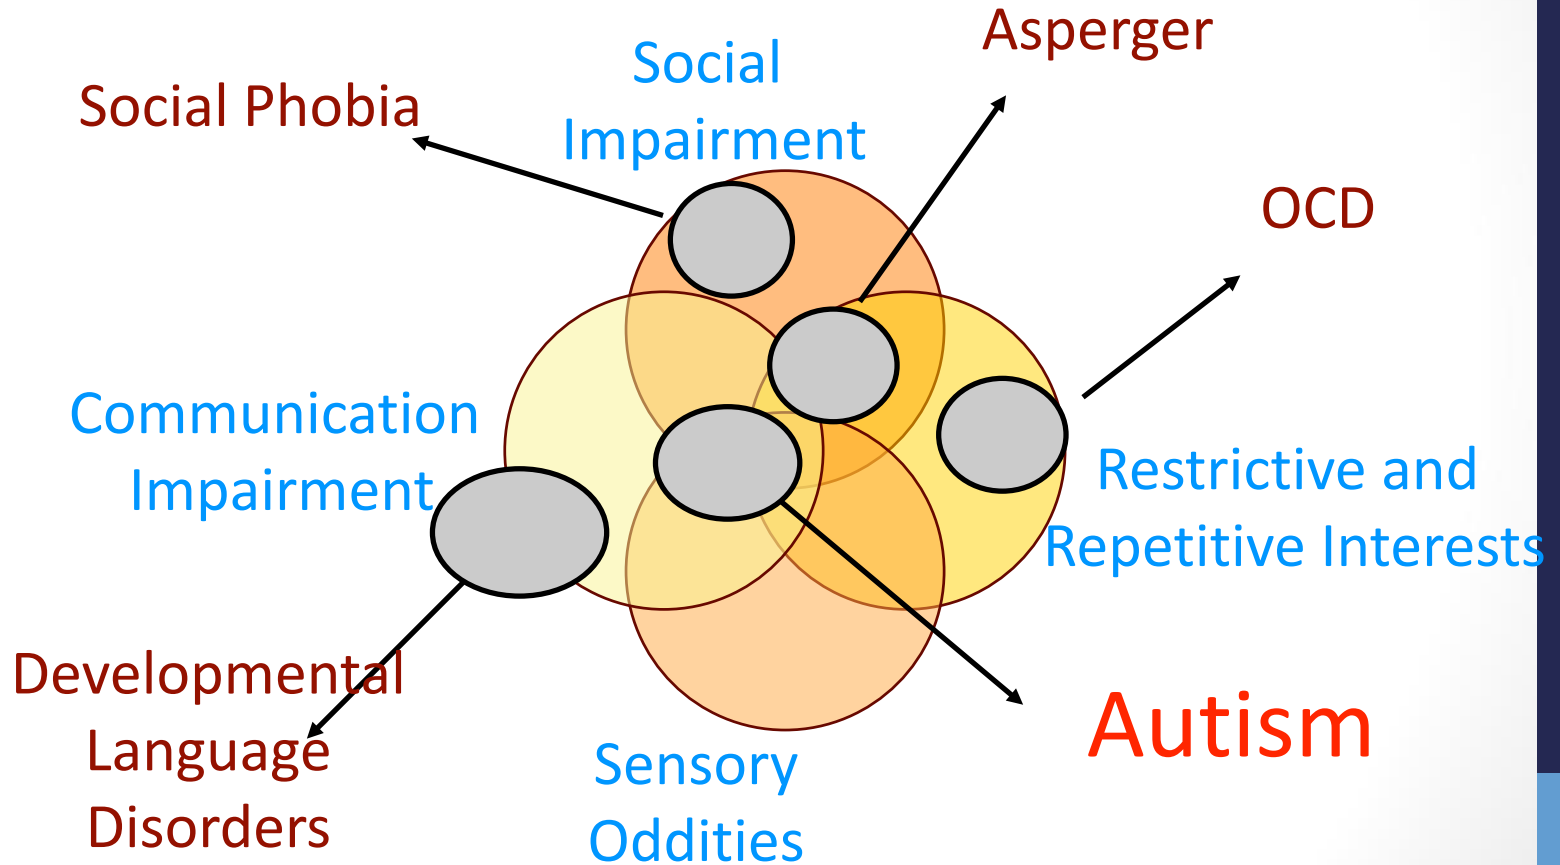 Asperger
Social
Impairment
Social Phobia
OCD
Communication
Impairment
Restrictive and
Repetitive Interests
Developmental
Language
Disorders
Autism
Sensory
Oddities